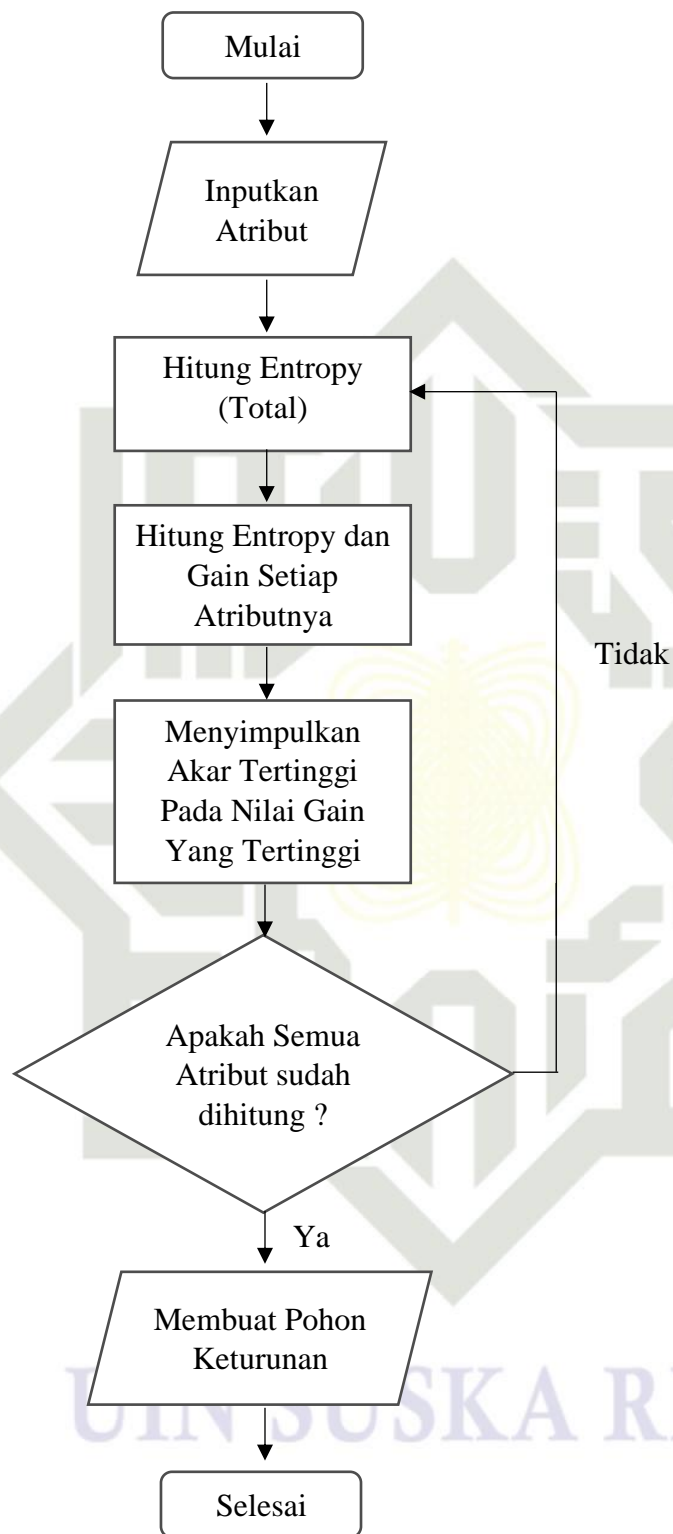 Mulai
Inputkan
Atribut
Hitung Entropy
(Total)
Hitung Entropy dan
Gain Setiap
Atributnya
Tidak
Menyimpulkan
Akar Tertinggi
Pada Nilai Gain
Yang Tertinggi
Apakah Semua
Atribut sudah
dihitung ?
Ya
Membuat Pohon
Keturunan
UIN SUSKA
Selesai